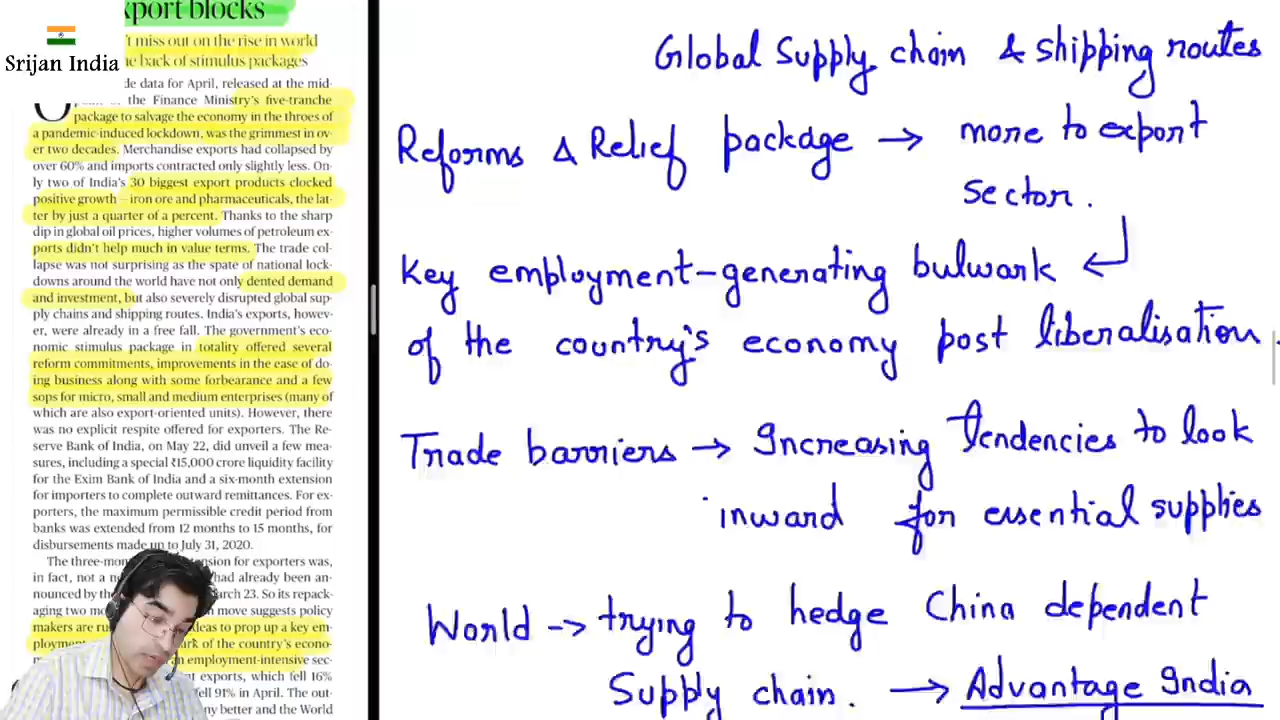 xport blocks
Srijan India
't miss out on the rise in world
e back of stimulus packages
de data for April, released at the mid-
the Finance Ministry's five-tranche
package to salvage the economy in the throes of
a pandemic-induced lockdown, was the grimmest in ov-
er two decades. Merchandise exports had collapsed by
over 60% and imports contracted only slightly less. On-
ly two of India's 30 biggest export products clocked
positive growth — iron ore and pharmaceuticals, the lat-
ter by just a quarter of a percent. Thanks to the sharp
dip in global oil prices, higher volumes of petroleum ex-
ports didn't help much in value terms. The trade col-
lapse was not surprising as the spate of national lock-
downs around the world have not only dented demand
and investment, but also severely disrupted global sup-
ply chains and shipping routes. India's exports, howev-
er, were already in a free fall. The government's eco-
nomic stimulus package in totality offered several
reform commitments, improvements in the ease of do-
ing business along with some forbearance and a few
sops for micro, small and medium enterprises (many of
which are also export-oriented units). However, there
was no explicit respite offered for exporters. The Re-
serve Bank of India, on May 22, did unveil a few mea-
sures, including a special ₹15,000 crore liquidity facility
for the Exim Bank of India and a six-month extension
for importers to complete outward remittances. For ex-
porters, the maximum permissible credit period from
banks was extended from 12 months to 15 months, for
disbursements made up to July 31, 2020.
The three-mon nsion for exporters was,
in fact, not a n had already been an-
nounced by the arch 23. So its repack-
aging two mo move suggests policy
makers are ru deas to prop up a key em-
ployment rk of the country's econo-
an employment-intensive sec-
t exports, which fell 16%
fell 91% in April. The out-
ny better and the World
Global Supply chain & shipping routes
Reforms & Relief package → more to export
sector.
Key employment-generating bulwark ↵
of the country's economy post liberalisation.
Trade barriers → Increasing tendencies to look
inward for essential supplies
World → trying to hedge China dependent
Supply chain. → Advantage India